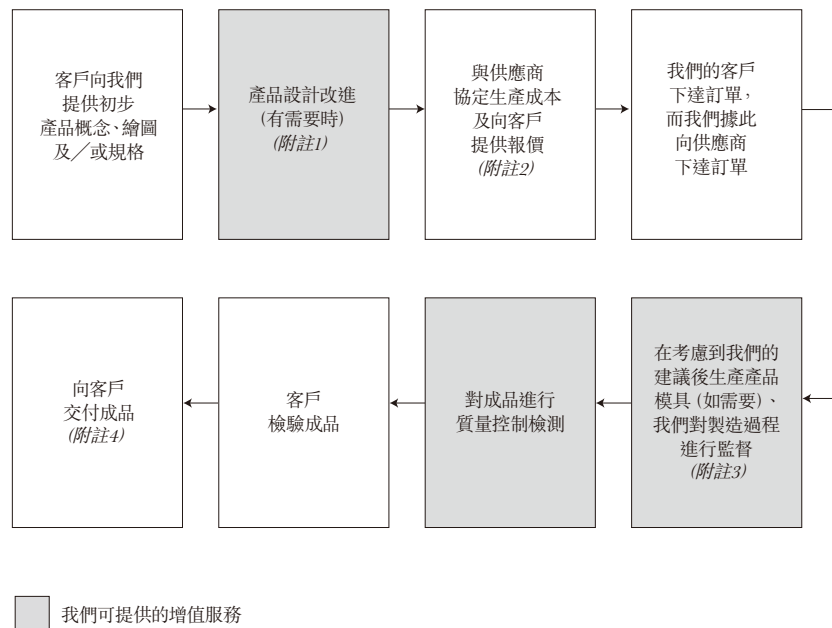 客戶向我們
提供初步
產品概念、繪圖
及／或規格
產品設計改進
(有需要時)
(附註1)
與供應商
協定生產成本
及向客戶
提供報價
(附註2)
我們的客戶
下達訂單，
而我們據此
向供應商
下達訂單
在考慮到我們的
建議後生產產品
模具 (如需要)、
我們對製造過程
進行監督
(附註3)
對成品進行
質量控制檢測
客戶
檢驗成品
向客戶
交付成品
(附註4)
我們可提供的增值服務